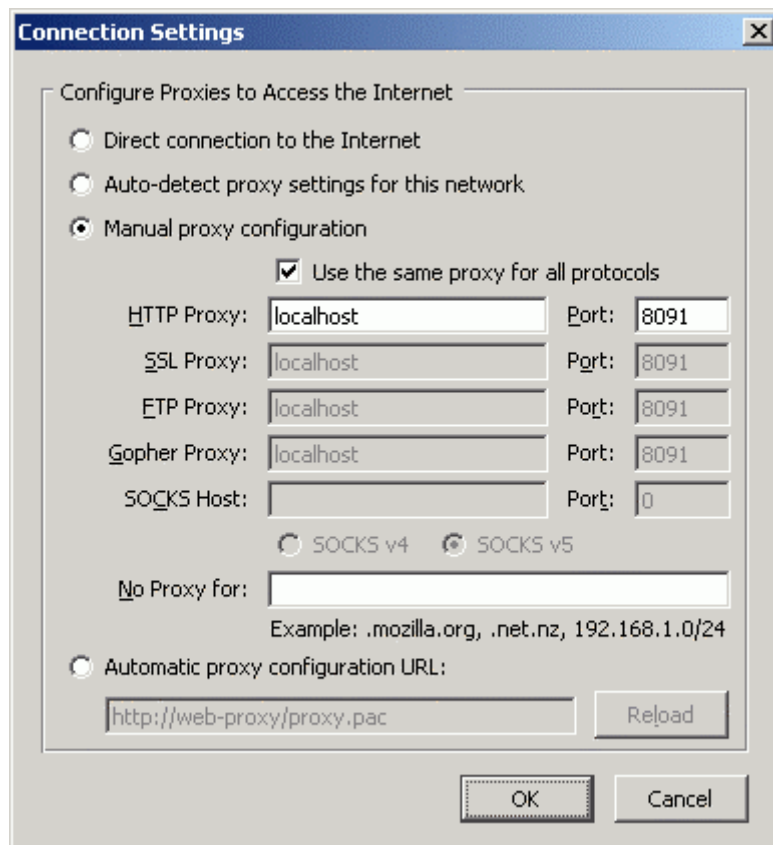 Connection Settings
Configure Proxies to Access the Internet
Direct connection to the Internet
Auto-detect proxy settings for this network
Manual proxy configuration
Use the same proxy for all protocols
HTTP Proxy: localhost Port: 8091
SSL Proxy: localhost Port: 8091
FTP Proxy: localhost Port: 8091
Gopher Proxy: localhost Port: 8091
SOCKS Host: Port: 0
SOCKS v4 SOCKS v5
No Proxy for:
Example: .mozilla.org, .net.nz, 192.168.1.0/24
Automatic proxy configuration URL:
http://web-proxy/proxy.pac Reload
OK Cancel